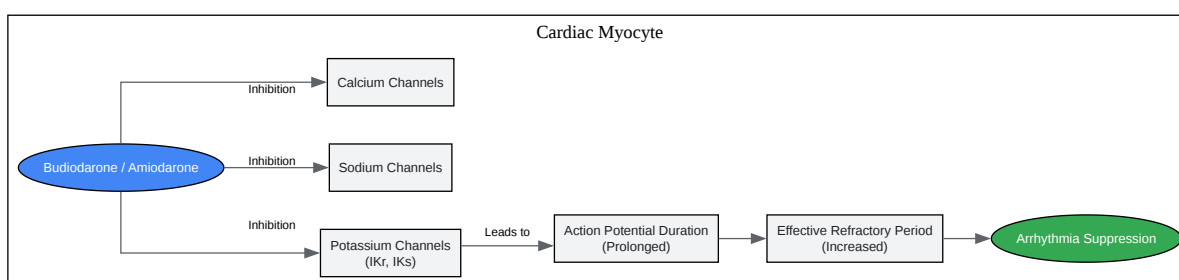 Cardiac Myocyte
Calcium Channels
Inhibition
Budiodarone / Amiodarone
Inhibition
Sodium Channels
Inhibition
Potassium Channels
(IKr, IKs)
Leads to
Action Potential Duration
(Prolonged)
Effective Refractory Period
(Increased)
Arrhythmia Suppression